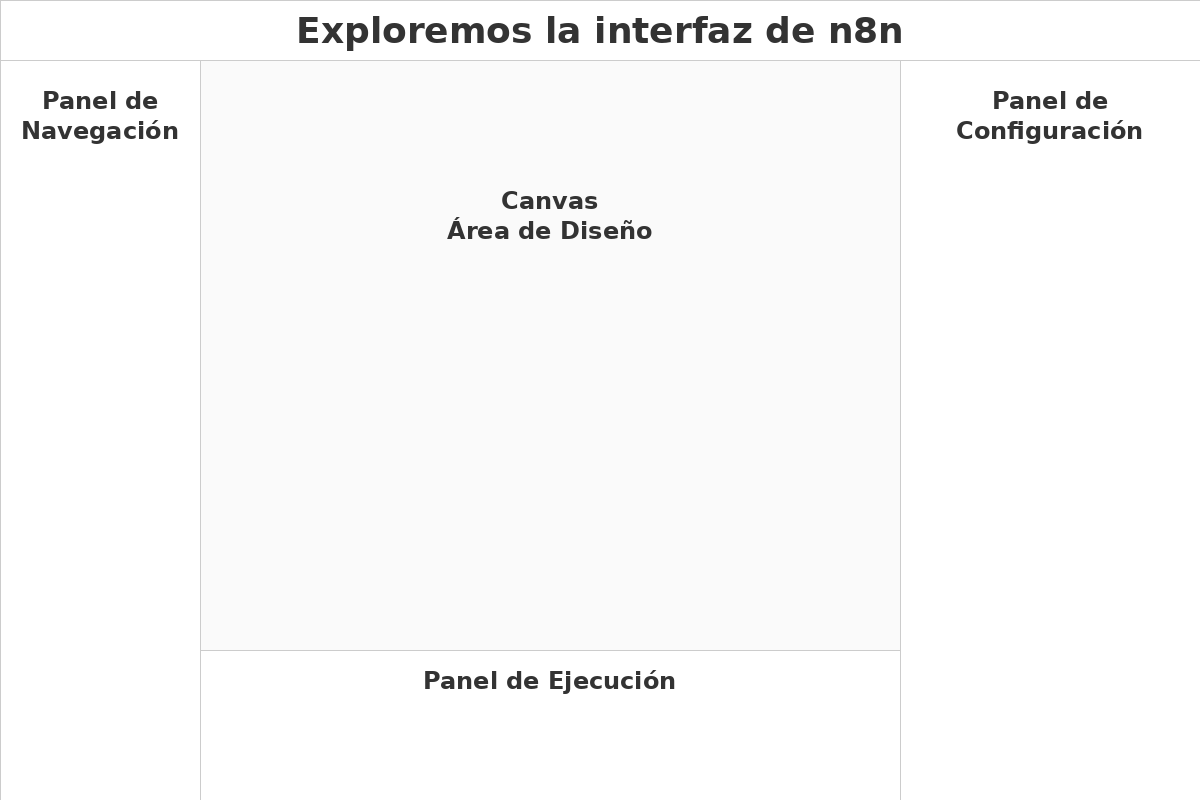 Exploremos la interfaz de n8n
Panel de
Navegación
Canvas
Área de Diseño
Panel de
Configuración
Panel de Ejecución